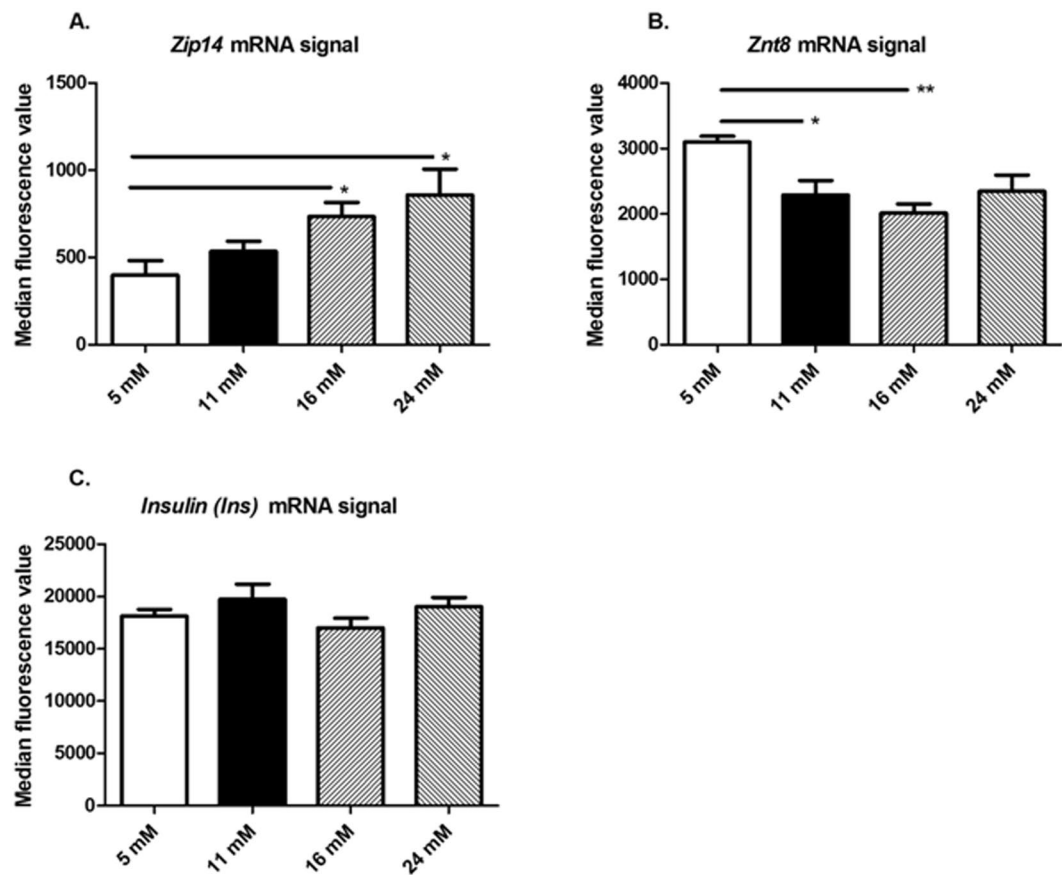 A.
Zip14 mRNA signal
Median fluorescence value
1500
1000
500
0
*
*
5 mM
11 mM
16 mM
24 mM
B.
Znt8 mRNA signal
Median fluorescence value
4000
3000
2000
1000
0
**
*
5 mM
11 mM
16 mM
24 mM
C.
Insulin (Ins) mRNA signal
Median fluorescence value
25000
20000
15000
10000
5000
0
5 mM
11 mM
16 mM
24 mM